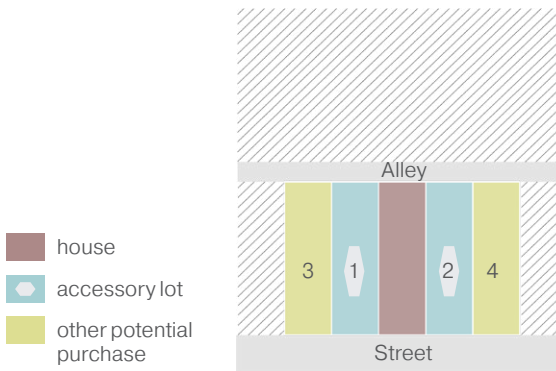 Alley
3 1 2 4
Street
house
accessory lot
other potential
purchase